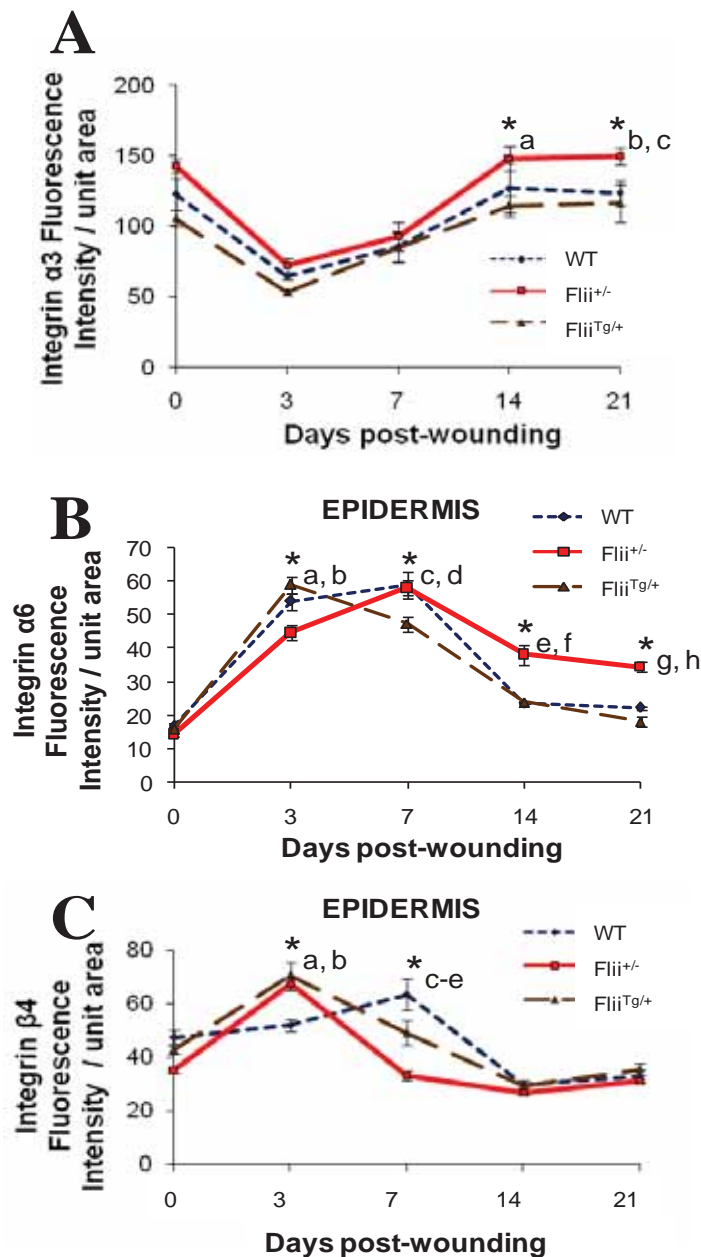 A
Integrin α3 Fluorescence
Intensity / unit area
200
150
100
50
0
* a
* b, c
WT
Flii+/-
FliiTg/+
0 3 7 14 21
Days post-wounding
B
EPIDERMIS
WT
Flii+/-
FliiTg/+
Integrin α6
Fluorescence
Intensity / unit area
70
60
50
40
30
20
10
0
* a, b
* c, d
* e, f
* g, h
0 3 7 14 21
Days post-wounding
C
EPIDERMIS
WT
Flii+/-
FliiTg/+
Integrin β4
Fluorescence
Intensity / unit area
80
60
40
20
0
* a, b
* c-e
0 3 7 14 21
Days post-wounding